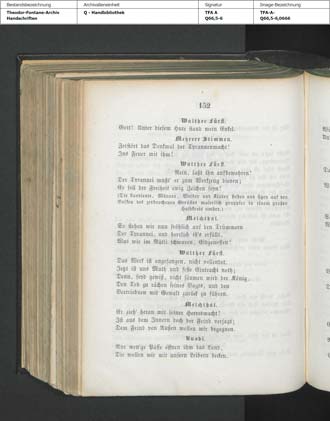 Bestandsbezeichnung
Theodor-Fontane-Archiv
Handschriften
Archivalieneinheit
Q - Handbibliothek
Signatur
TFA A
Q66,5-6
Image-Bezeichnung
TFA-A-
Q66,5-6,0666
152
Walther Fürst.
Gott! Unter diesem Hute stand mein Enkel.
Mehrere Stimmen.
Zerstört das Denkmal der Tyrannenmacht!
Ins Feuer mit ihm!
Walther Fürst.
Nein, laßt ihn aufbewahren!
Der Tyrannei mußt' er zum Werkzeug dienen;
Er soll der Freiheit ewig Zeichen seyn!
(Die Landleute, Männer, Weiber und Kinder stehen und sitzen auf den
Balken des zerbrochenen Gerüstes malerisch gruppirt in einem großen
Halbkreis umher.)
Melchthal.
So stehen wir nun fröhlich auf den Trümmern
Der Tyrannei, und herrlich ist's erfüllt,
Was wir im Rütli schwuren, Eidgenossen!
Walther Fürst.
Das Werk ist angefangen, nicht vollendet.
Jetzt ist uns Muth und feste Eintracht noth;
Denn, seyd gewiß, nicht säumen wird der König,
Den Tod zu rächen seines Vogts, und den
Vertriebnen mit Gewalt zurück zu führen.
Melchthal.
Er zieh' heran mit seiner Heeresmacht!
Ist aus dem Innern doch der Feind verjagt;
Dem Feind von Außen wollen wir begegnen.
Nur wenige Pässe öffnen ihm das Land,
Die wollen wir mit unsern Leibern decken.